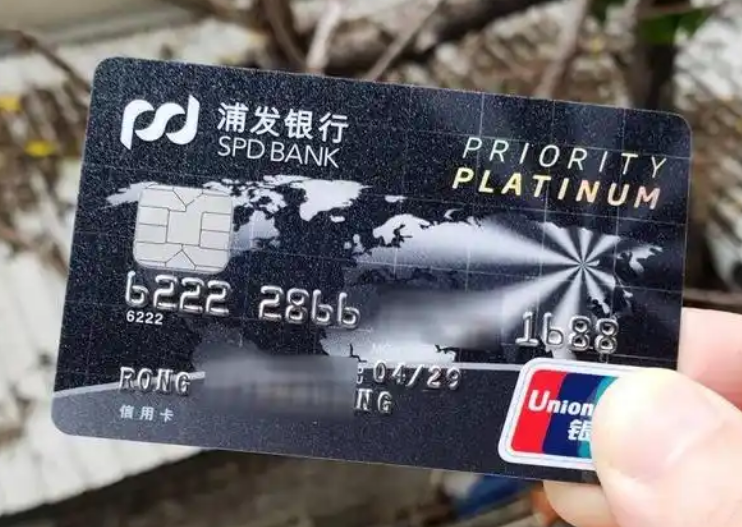 浦发银行
SPD BANK
PRIORITY
PLATINUM
6222 2866 1688
6222
RONG
04/29
NG
信用卡
Union
银